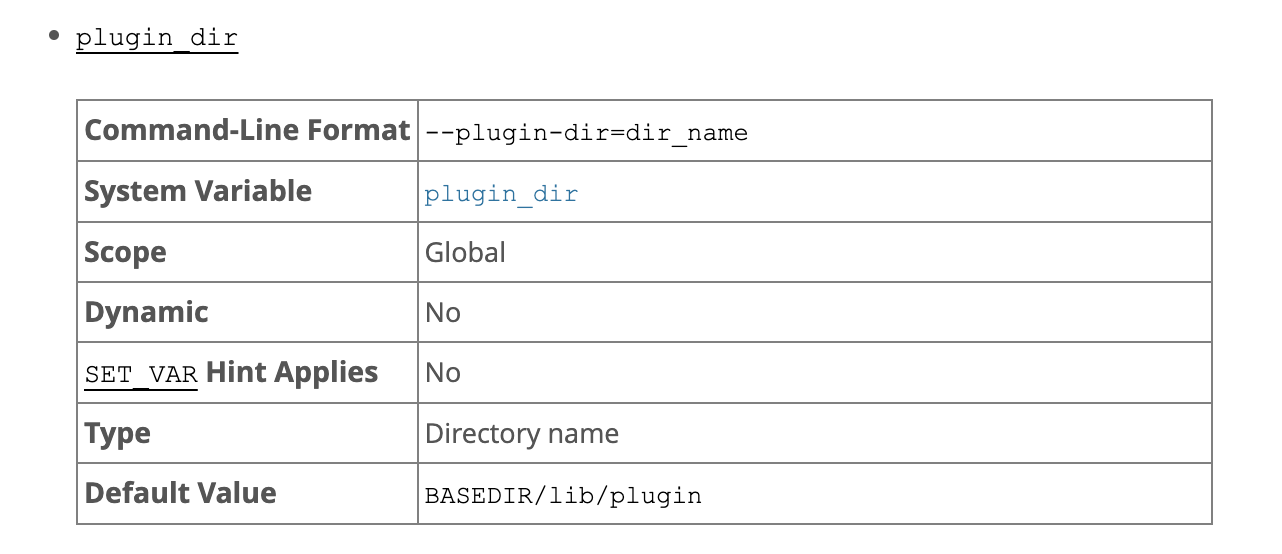 plugin_dir
Command-Line Format --plugin-dir=dir_name
System Variable plugin_dir
Scope Global
Dynamic No
SET_VAR Hint Applies No
Type Directory name
Default Value BASEDIR/lib/plugin